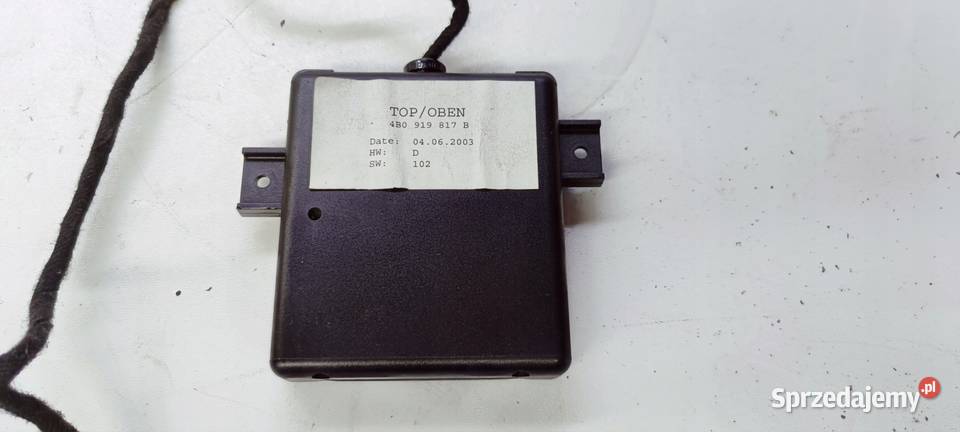 TOP/OBEN
4B0 919 817 B
Date: 04.06.2003
HW: D
SW: 102
Sprzedajemy .pl